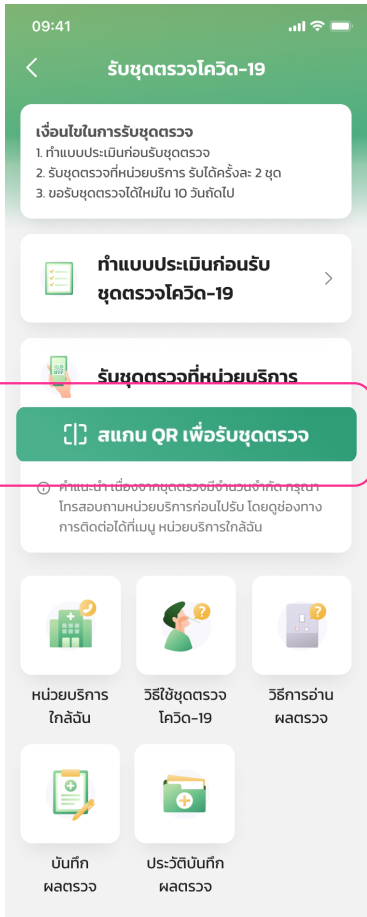 09:41
รับชุดตรวจโควิด-19
เงื่อนไขในการรับชุดตรวจ
1. ทำแบบประเมินก่อนรับชุดตรวจ
2. รับชุดตรวจที่หน่วยบริการ รับได้ครั้งละ 2 ชุด
3. ขอรับชุดตรวจได้ใหม่ใน 10 วันถัดไป
ทำแบบประเมินก่อนรับ
ชุดตรวจโควิด-19
รับชุดตรวจที่หน่วยบริการ
สแกน QR เพื่อรับชุดตรวจ
คำแนะนำ เนื่องจากชุดตรวจมีจำนวนจำกัด กรุณา
โทรสอบถามหน่วยบริการก่อนไปรับ โดยดูช่องทาง
การติดต่อได้ที่เมนู หน่วยบริการใกล้ฉัน
หน่วยบริการ
ใกล้ฉัน
วิธีใช้ชุดตรวจ
โควิด-19
วิธีการอ่าน
ผลตรวจ
บันทึก
ผลตรวจ
ประวัติบันทึก
ผลตรวจ